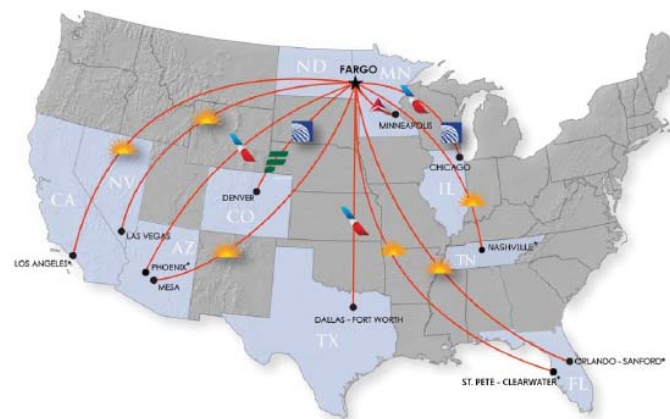 ND
MN
FARGO
MINNEAPOLIS
CHICAGO
IL
NV
CA
DENVER
CO
LAS VEGAS
AZ
LOS ANGELES*
PHOENIX*
MESA
NASHVILLE*
TN
DALLAS - FORT WORTH
TX
ORLANDO - SANFORD*
ST. PETE - CLEARWATER*
FL